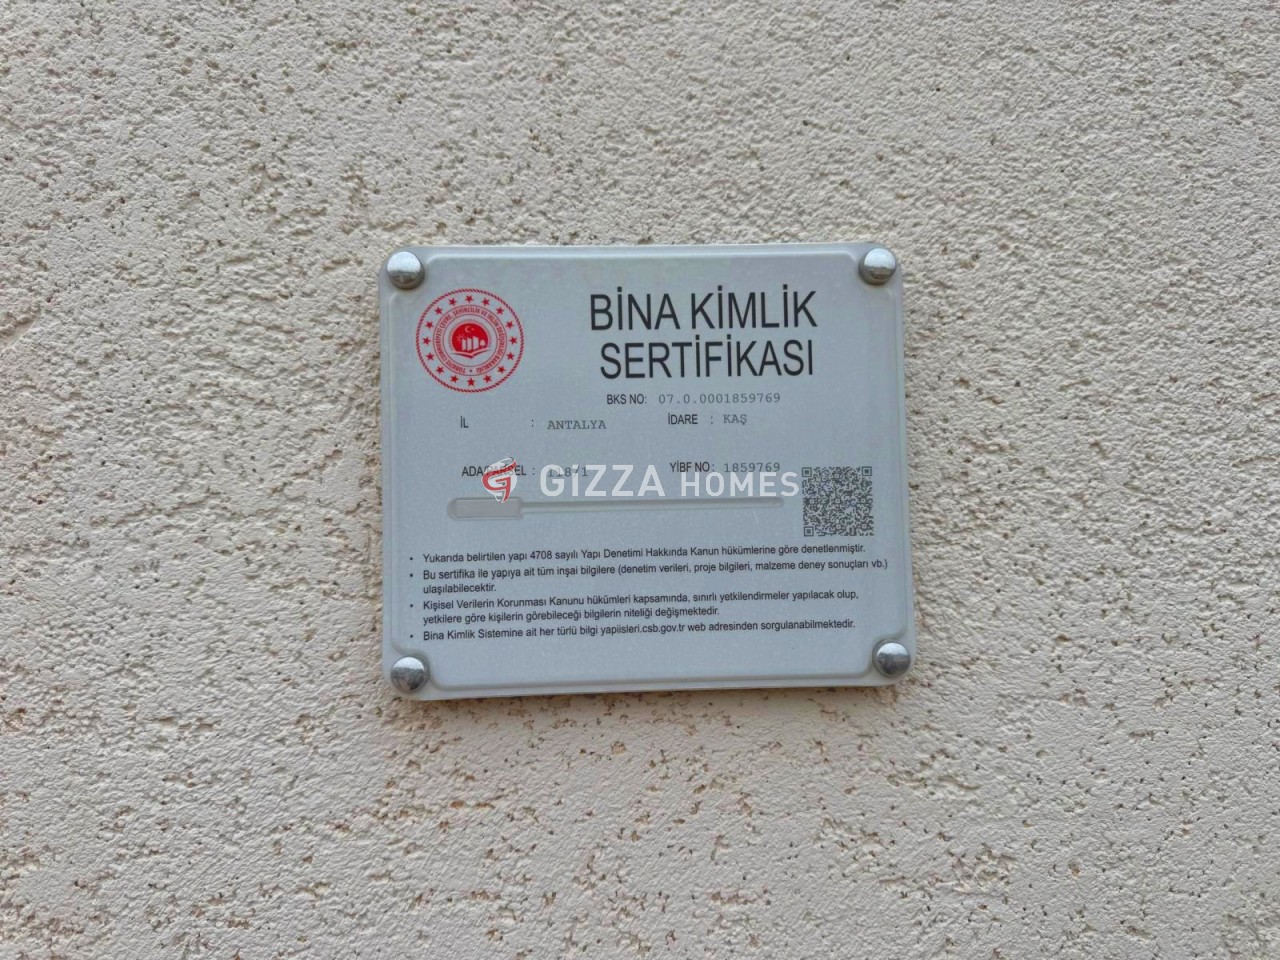 BİNA KİMLİK
SERTİFİKASI
BKS NO: 07.0.0001859769
İL : ANTALYA İDARE : KAŞ
ADA/PARSEL : YİBF NO: 1859769
GIZZA HOMES
• Yukarıda belirtilen yapı 4708 sayılı Yapı Denetimi Hakkında Kanun hükümlerine göre denetlenmiştir.
• Bu sertifika ile yapıya ait tüm inşai bilgilere (denetim verileri, proje bilgileri, malzeme deney sonuçları vb.)
ulaşılabilecektir.
• Kişisel Verilerin Korunması Kanunu hükümleri kapsamında, sınırlı yetkilendirmeler yapılacak olup,
yetkilere göre kişilerin görebileceği bilgilerin niteliği değişmektedir.
• Bina Kimlik Sistemine ait her türlü bilgi yapiisleri.csb.gov.tr web adresinden sorgulanabilmektedir.